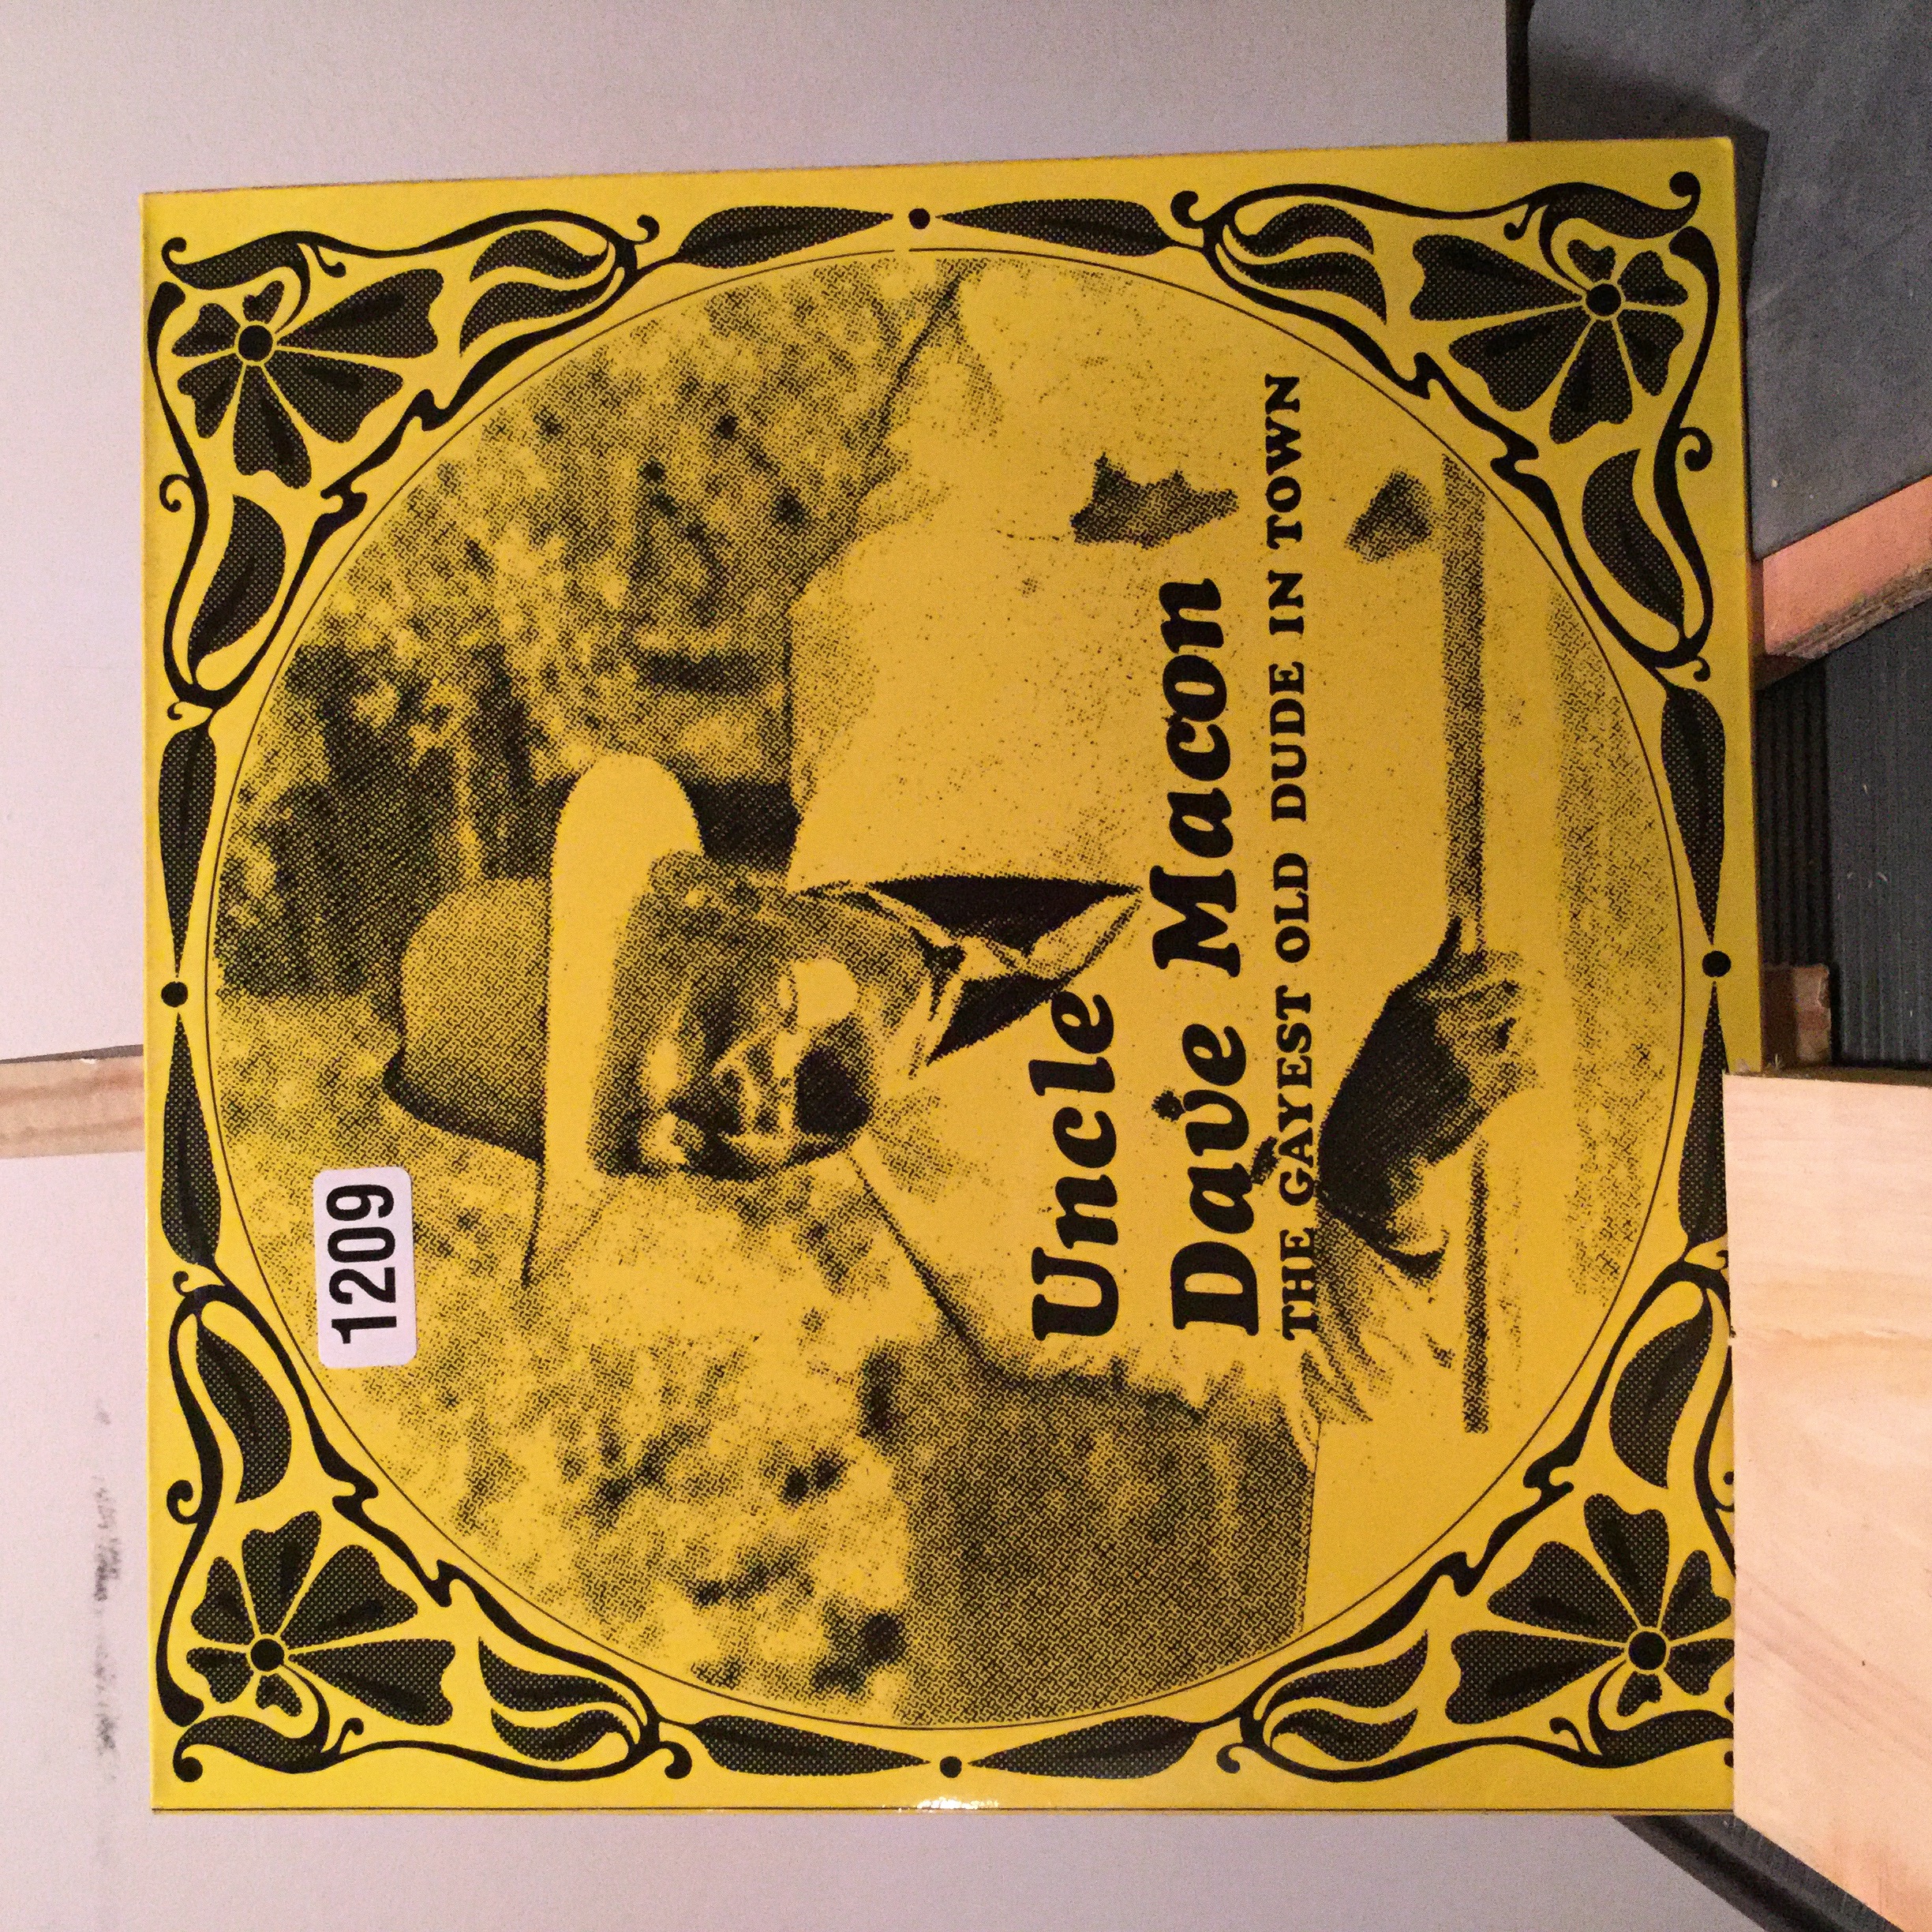 1209
Uncle
Dave Macon
THE GAYEST OLD DUDE IN TOWN